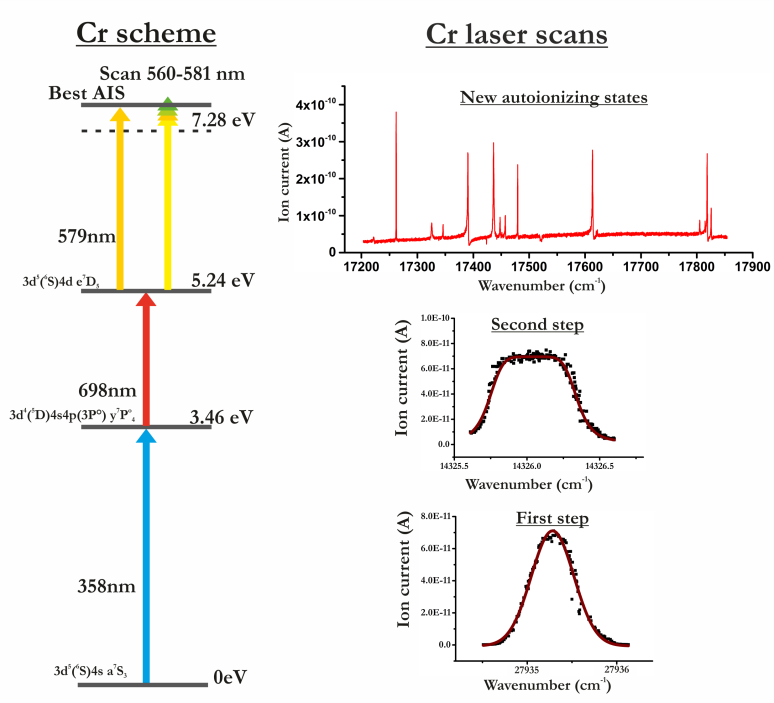 Cr scheme
Scan 560-581 nm
Best AIS
7.28 eV
579nm
5.24 eV
3d⁵(⁶S)4d e⁷D₅
698nm
3d⁴(⁵D)4s4p(3Pº) y⁷Pº₄
3.46 eV
358nm
3d⁵(⁶S)4s a⁷S₃
0eV
Cr laser scans
New autoionizing states
Ion current (A)
4x10⁻¹⁰
3x10⁻¹⁰
2x10⁻¹⁰
1x10⁻¹⁰
0
17200 17300 17400 17500 17600 17700 17800 17900
Wavenumber (cm⁻¹)
Second step
Ion current (A)
1.0E-10
8.0E-11
6.0E-11
4.0E-11
2.0E-11
0.0
14325.5 14326.0 14326.5
Wavenumber (cm⁻¹)
First step
Ion current (A)
8.0E-11
6.0E-11
4.0E-11
2.0E-11
0.0
27935 27936
Wavenumber (cm⁻¹)